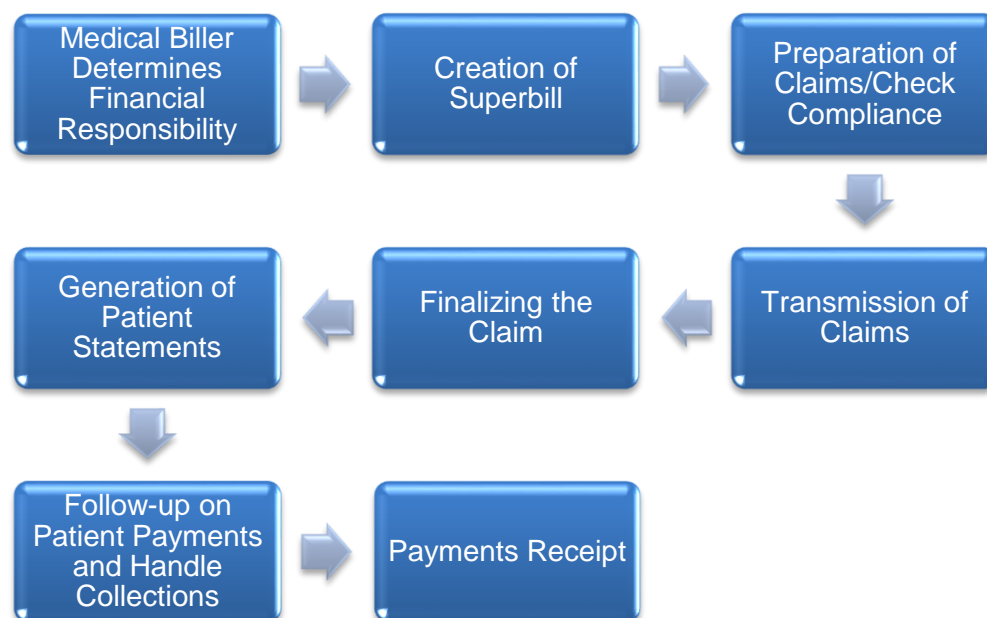 Medical Biller
Determines
Financial
Responsibility
Creation of
Superbill
Preparation of
Claims/Check
Compliance
Transmission of
Claims
Finalizing the
Claim
Generation of
Patient
Statements
Follow-up on
Patient Payments
and Handle
Collections
Payments Receipt